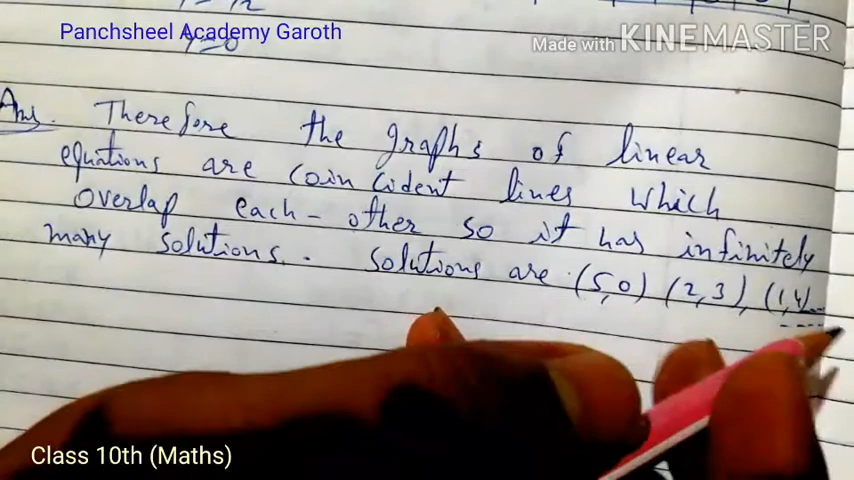 Panchsheel Academy Garoth
Made with KINEMASTER
Ans. Therefore the graphs of linear
equations are coincident lines which
overlap each-other so it has infinitely
many solutions. Solutions are (5,0) (2,3), (1,4)...
Class 10th (Maths)